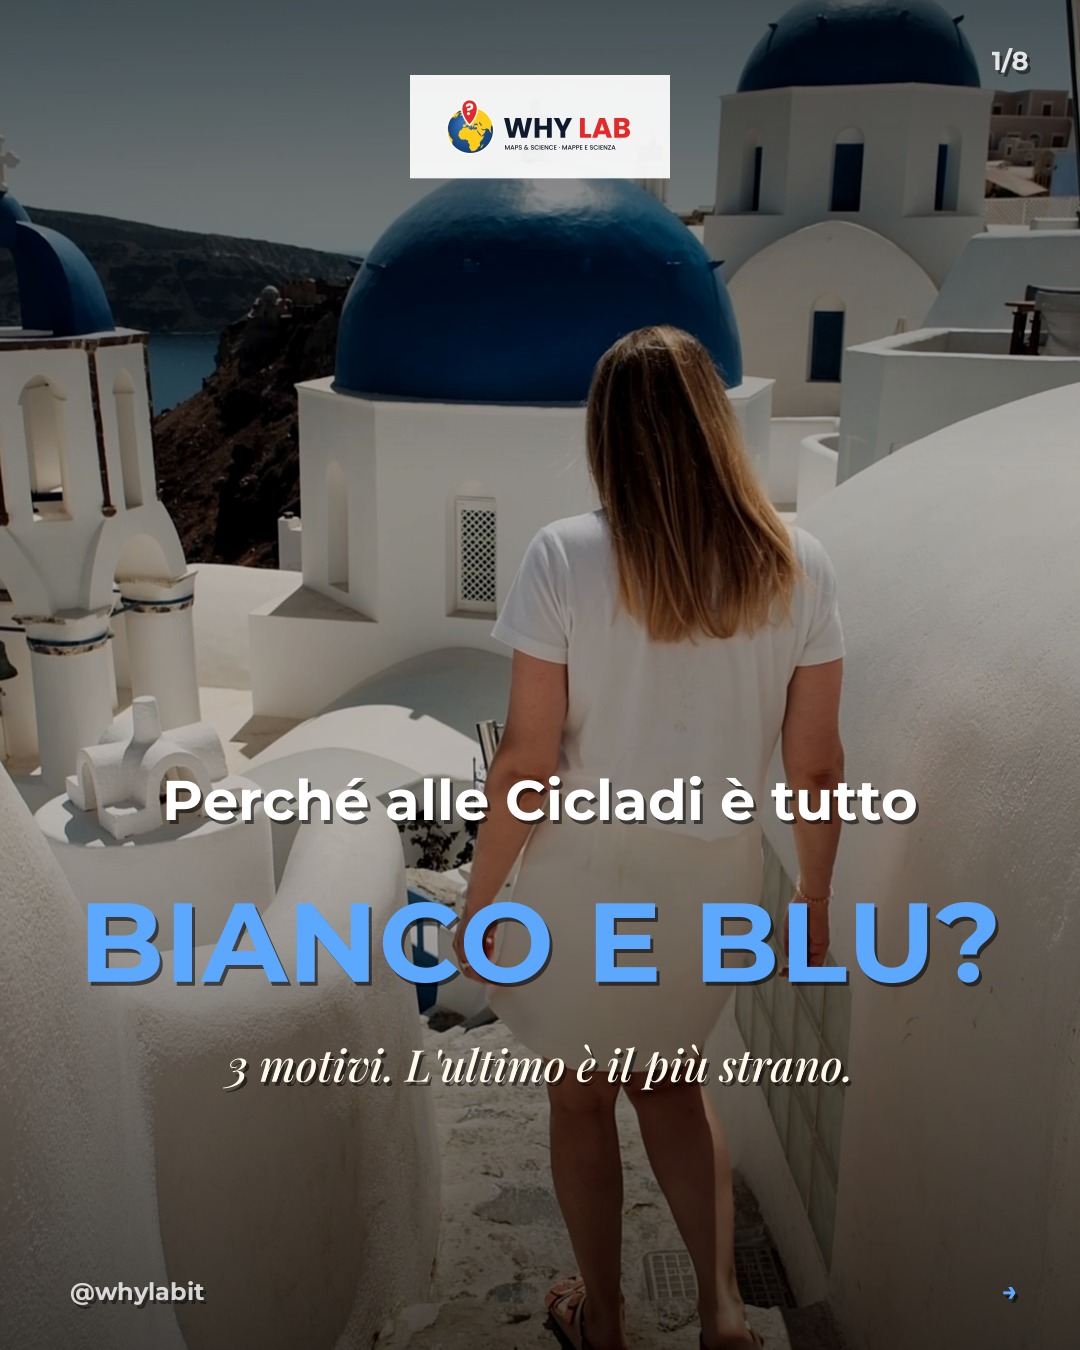 1/8
WHY LAB
MAPS & SCIENCE · MAPPE E SCIENZA
Perché alle Cicladi è tutto
BIANCO E BLU?
3 motivi. L'ultimo è il più strano.
@whylabit
→